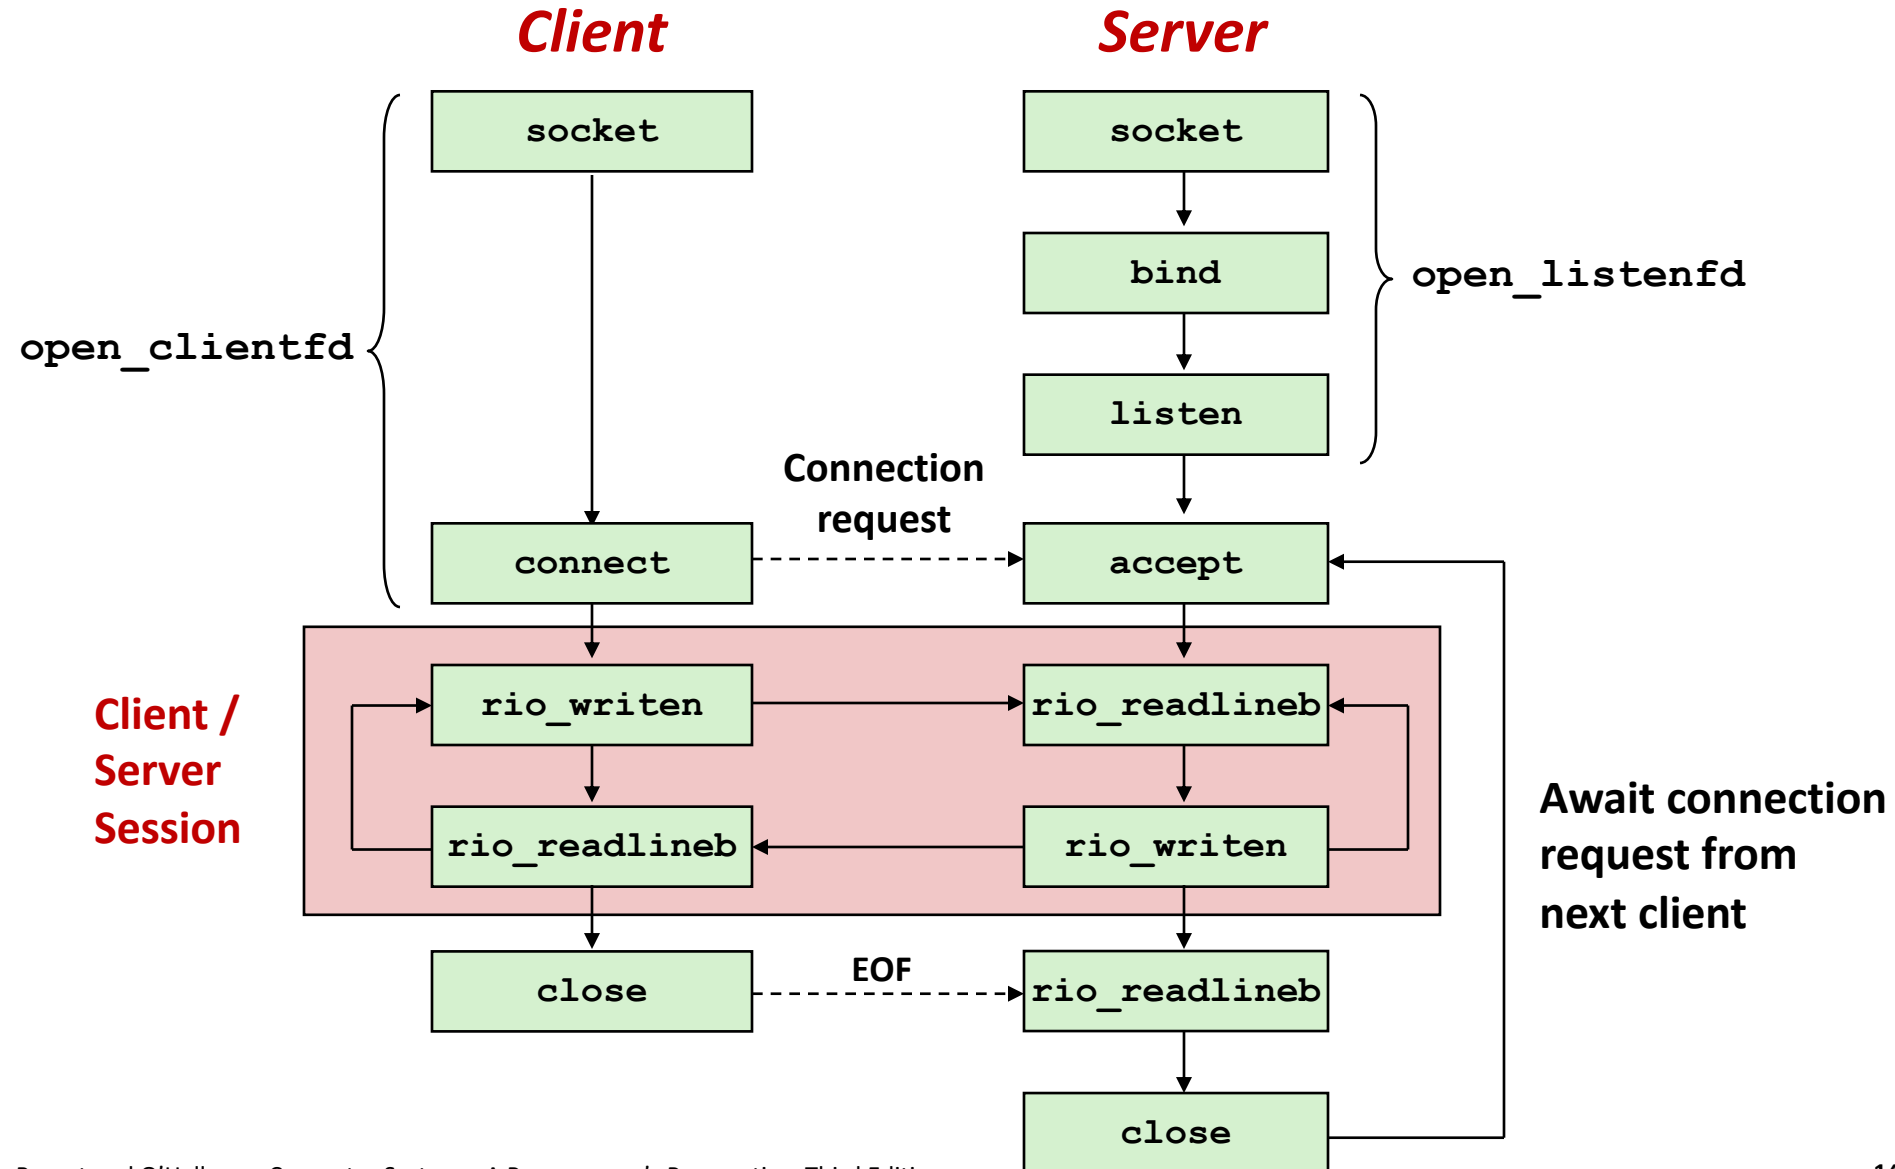 Client
Server
socket
socket
bind
open_listenfd
open_clientfd
listen
Connection
request
connect
accept
Client /
Server
Session
rio_writen
rio_readlineb
rio_readlineb
rio_writen
Await connection
request from
next client
close
EOF
rio_readlineb
close